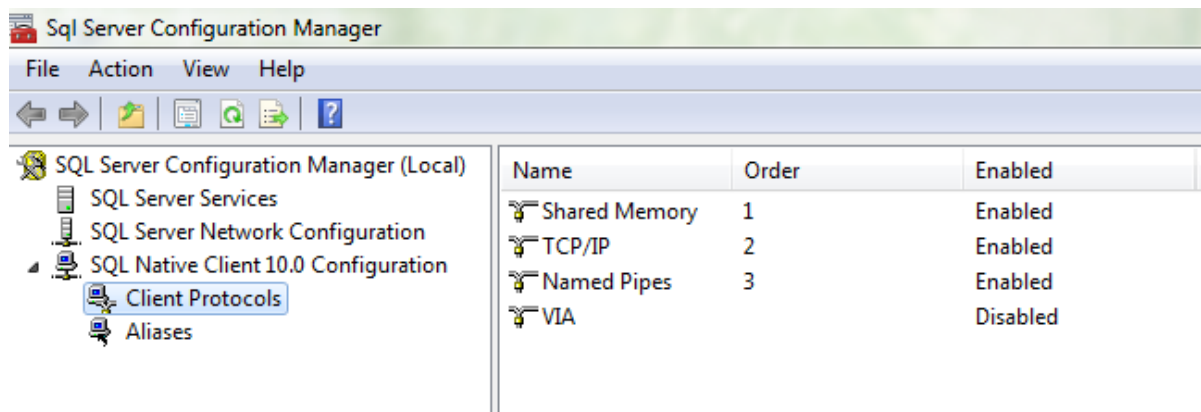 Sql Server Configuration Manager
File Action View Help
SQL Server Configuration Manager (Local)
SQL Server Services
SQL Server Network Configuration
SQL Native Client 10.0 Configuration
Client Protocols
Aliases
Name Order Enabled
Shared Memory 1 Enabled
TCP/IP 2 Enabled
Named Pipes 3 Enabled
VIA Disabled